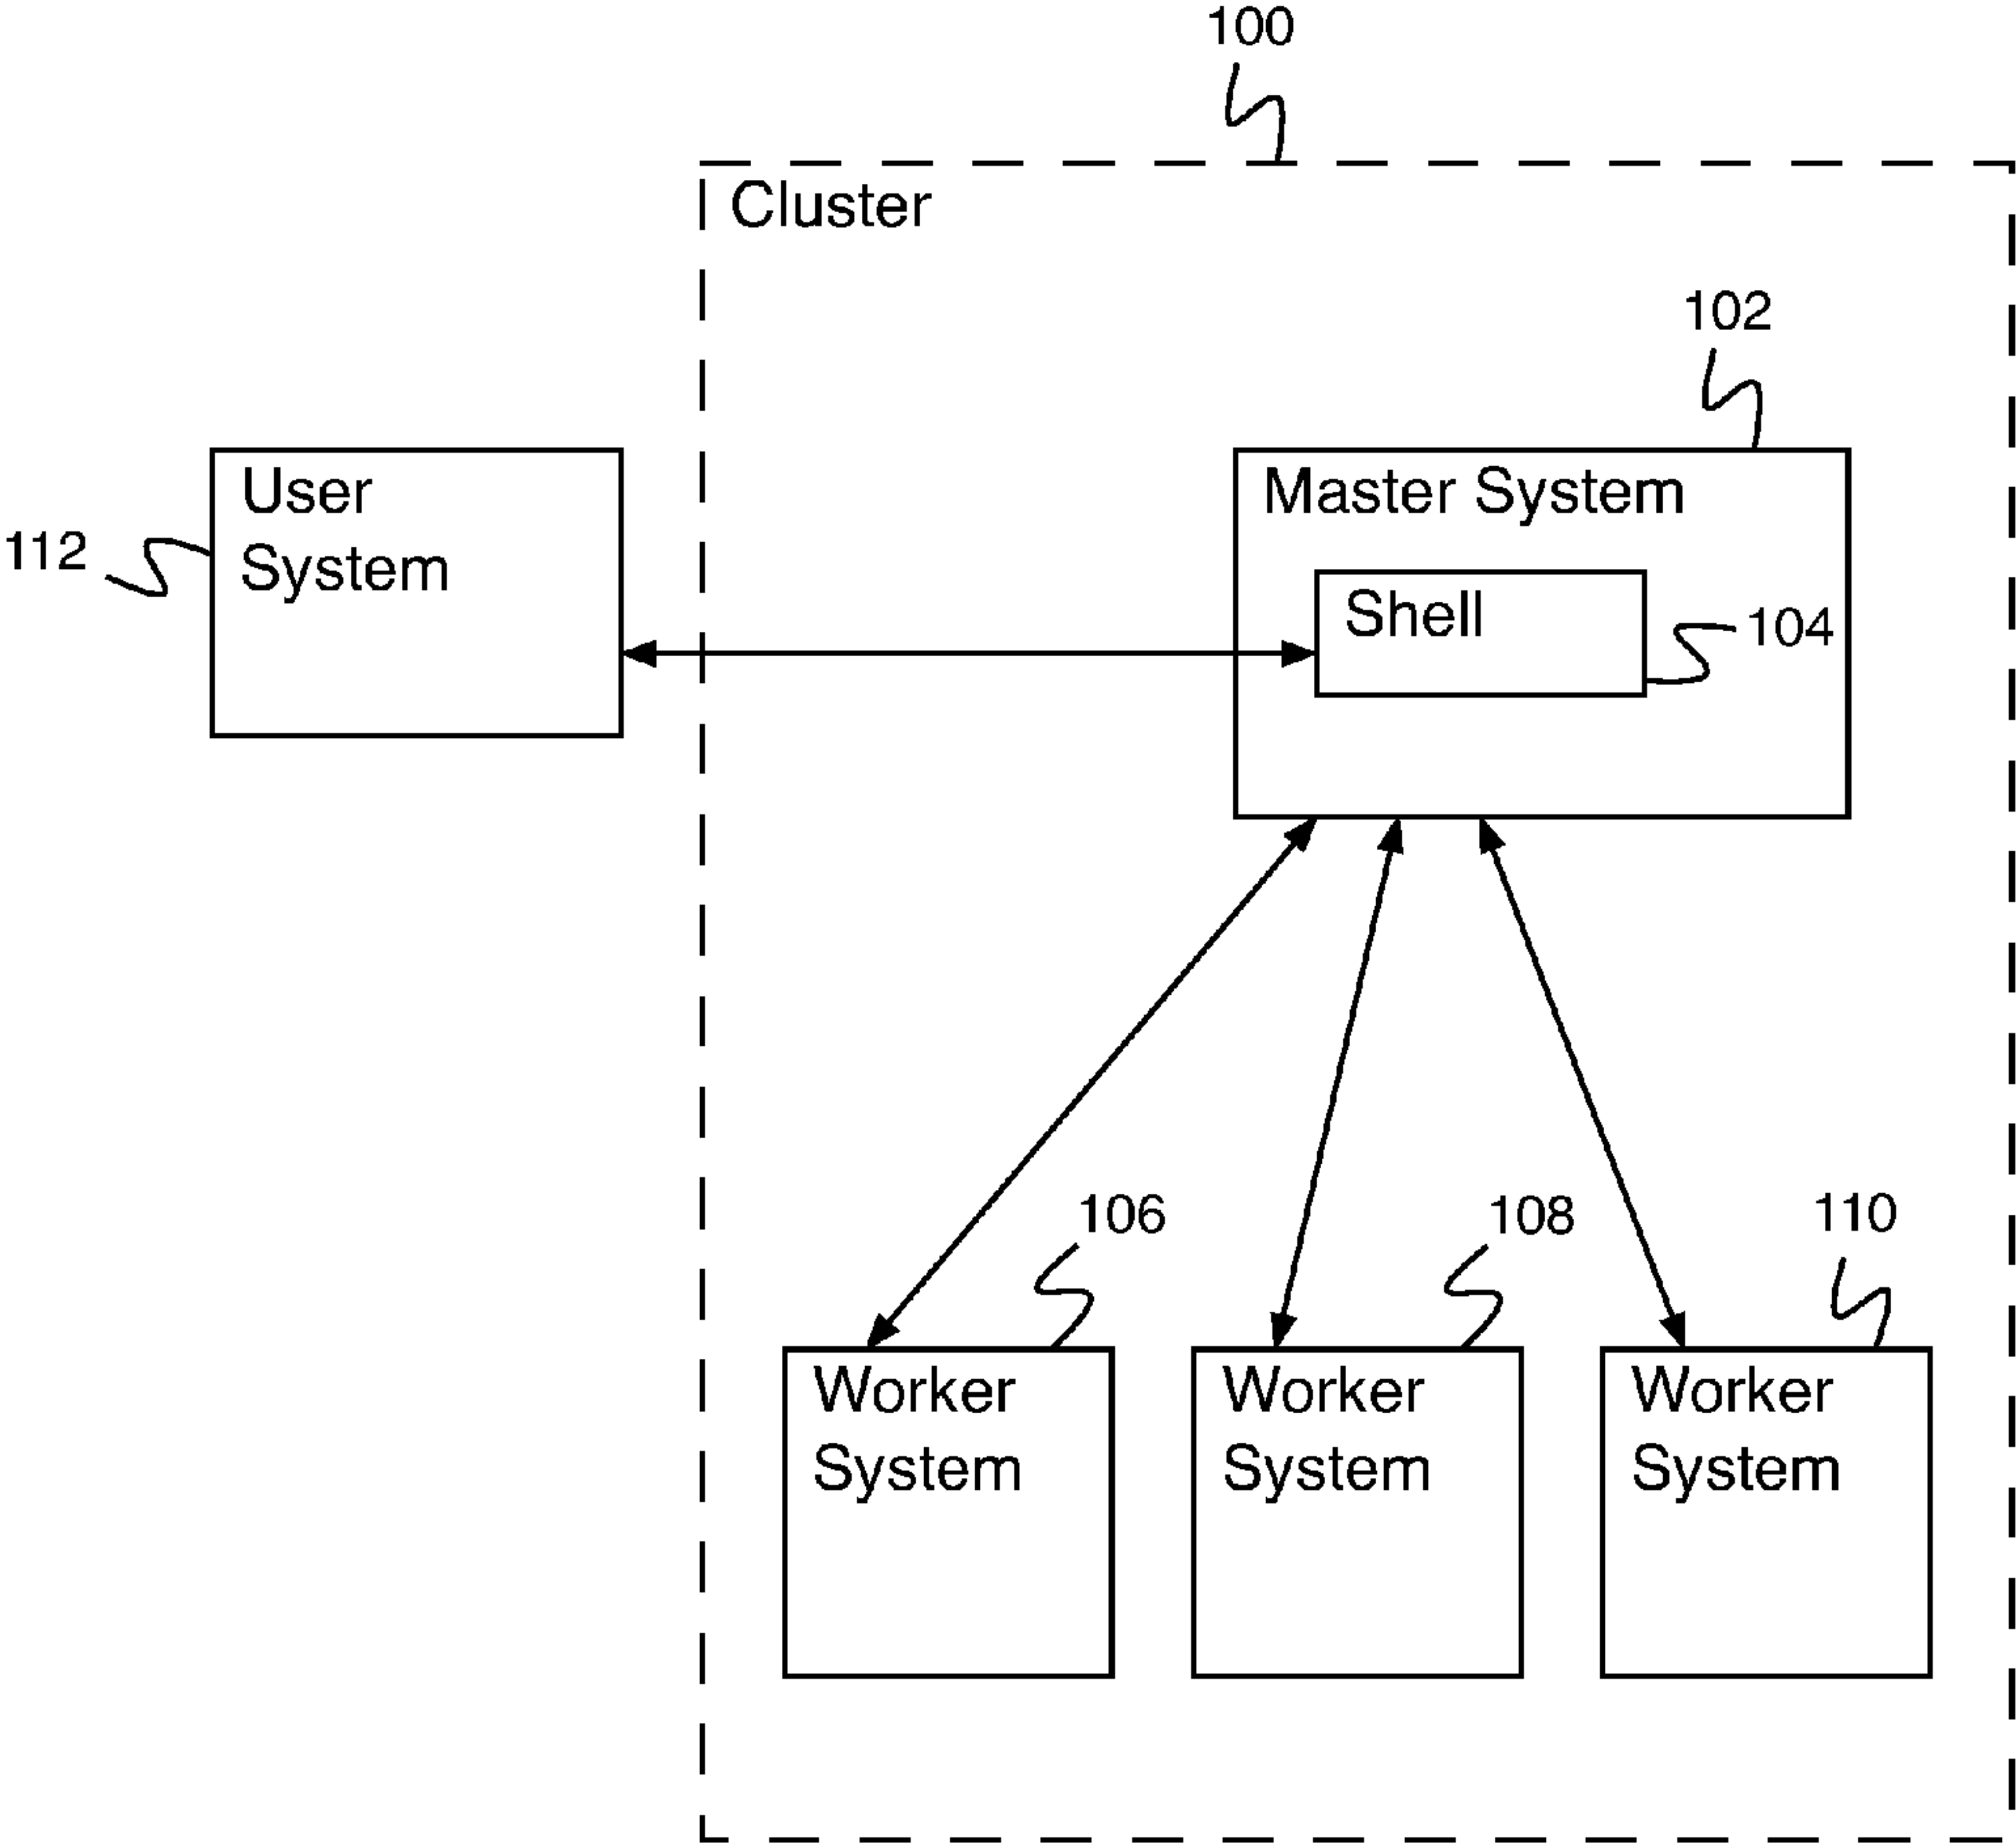 100
Cluster
102
User
System
112
Master System
Shell
104
106
108
110
Worker
System
Worker
System
Worker
System